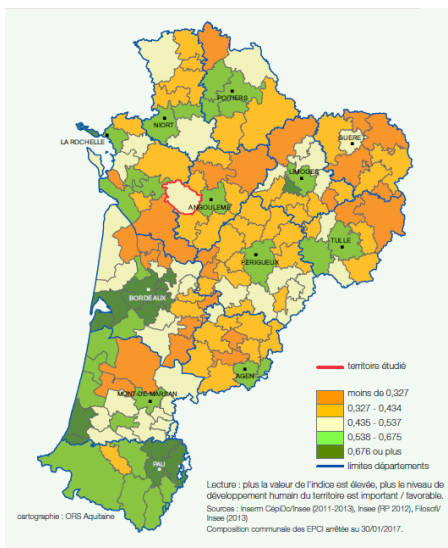 POITIERS
NIORT
LA ROCHELLE
GUERET
LIMOGES
ANGOULEME
TULLE
PERIGUEUX
BORDEAUX
AGEN
MONT-DE-MARSAN
PAU
territoire étudié
moins de 0,327
0,327 - 0,434
0,435 - 0,537
0,538 - 0,675
0,676 ou plus
limites départements
Lecture : plus la valeur de l'indice est élevée, plus le niveau de
développement humain du territoire est important / favorable.
Sources : Inserm CépiDc/Insee (2011-2013), Insee (RP 2012), Filosofi/
Insee (2013)
cartographie : ORS Aquitaine
Composition communale des EPCI arrêtée au 30/01/2017.